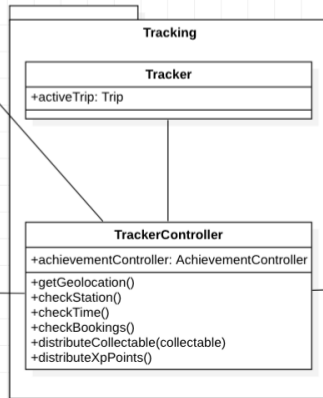 Tracking
Tracker
+activeTrip: Trip
TrackerController
+achievementController: AchievementController
+getGeolocation()
+checkStation()
+checkTime()
+checkBookings()
+distributeCollectable(collectable)
+distributeXpPoints()